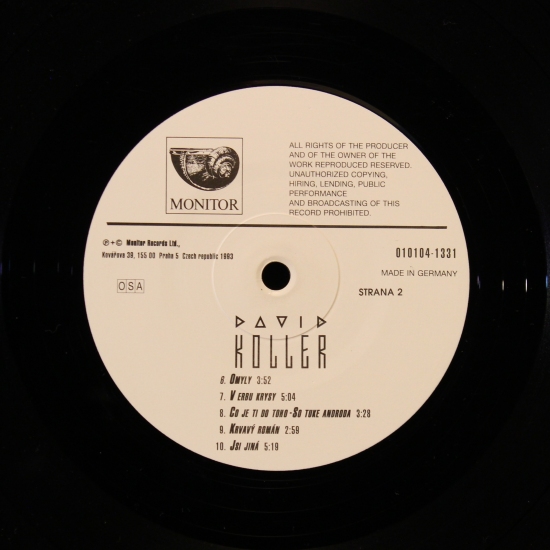 MONITOR
ALL RIGHTS OF THE PRODUCER
AND OF THE OWNER OF THE
WORK REPRODUCED RESERVED.
UNAUTHORIZED COPYING,
HIRING, LENDING, PUBLIC
PERFORMANCE
AND BROADCASTING OF THIS
RECORD PROHIBITED.
℗+© Monitor Records Ltd.,
Kovářova 39, 155 00 Praha 5 Czech republic 1993
010104-1331
MADE IN GERMANY
OSA
STRANA 2
DAVID
KOLLER
6. OMYLY 3:52
7. V ERBU KRYSY 5:04
8. CO JE TI DO TOHO - SO TUKE ANDRODA 3:28
9. KRVAVÝ ROMÁN 2:59
10. JSI JINÁ 5:19